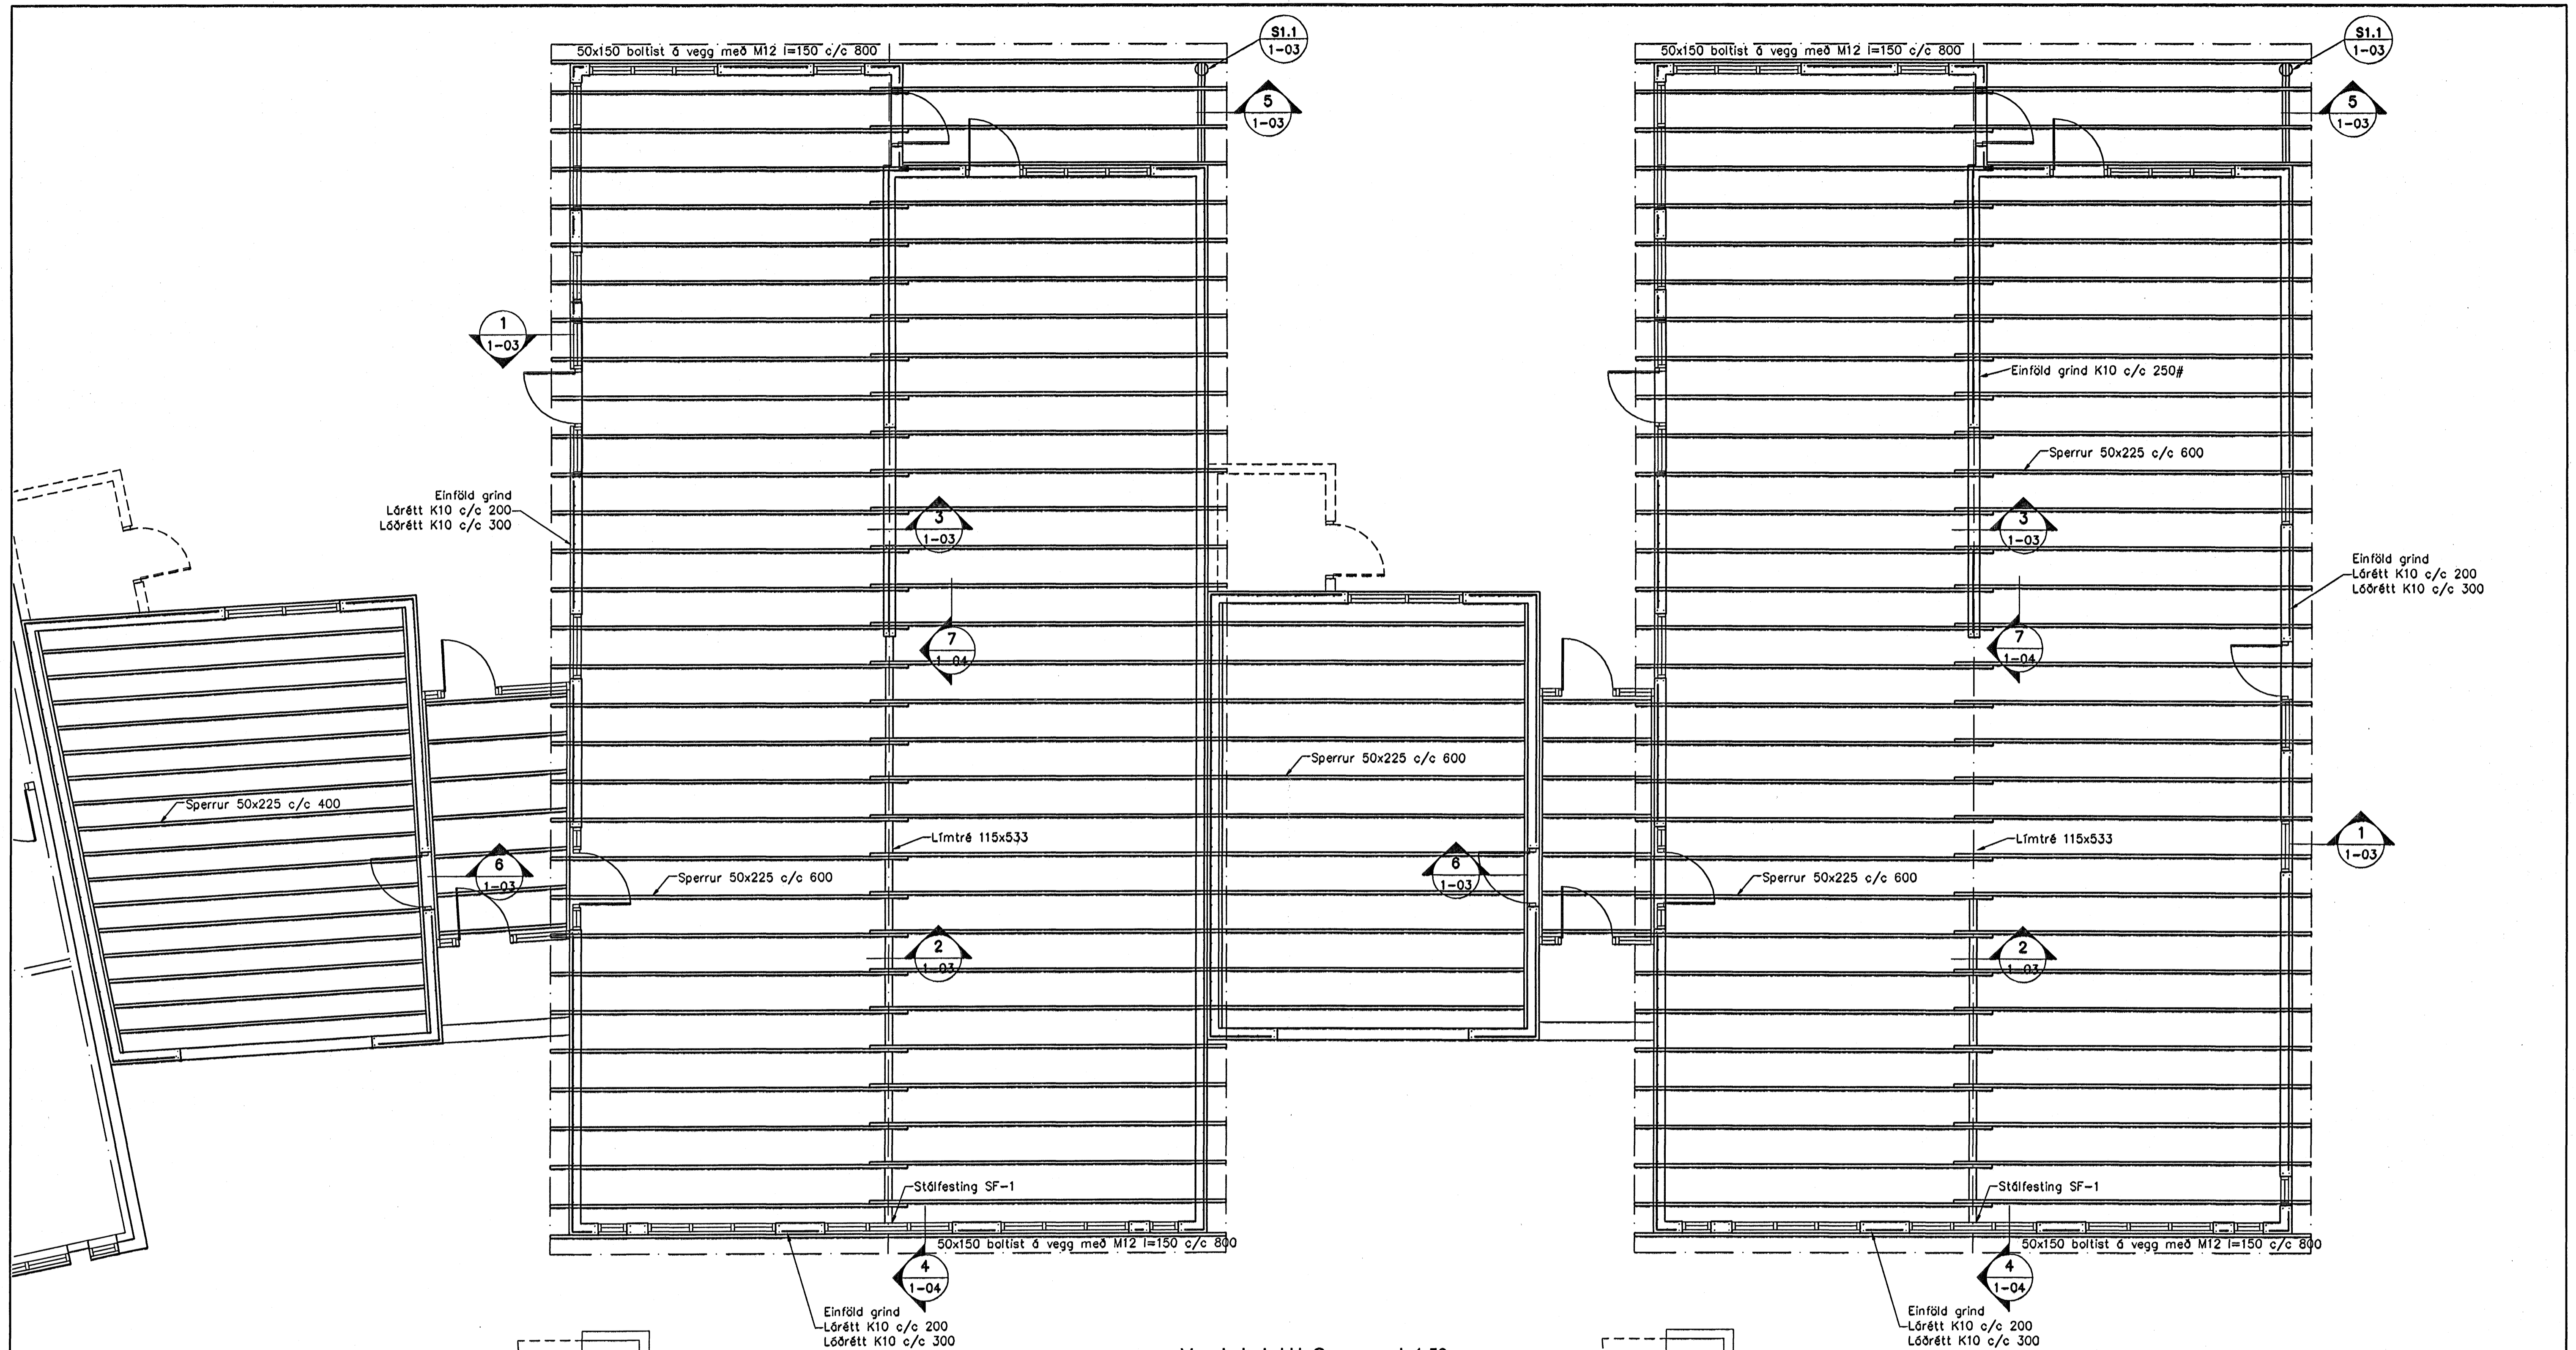 50x150 boltist á vegg með M12 l=150 c/c 800
S1.1
1-03
50x150 boltist á vegg með M12 l=150 c/c 800
S1.1
1-03
5
1-03
5
1-03
1
1-03
Einföld grind K10 c/c 250#
Sperrur 50x225 c/c 600
Einföld grind
Lárétt K10 c/c 200
Lóðrétt K10 c/c 300
3
1-03
3
1-03
Einföld grind
Lárétt K10 c/c 200
Lóðrétt K10 c/c 300
7
1-04
7
1-04
Sperrur 50x225 c/c 600
Sperrur 50x225 c/c 400
Límtré 115x533
Límtré 115x533
1
1-03
6
1-03
Sperrur 50x225 c/c 600
6
1-03
Sperrur 50x225 c/c 600
2
1-03
2
1-03
Stálfesting SF-1
Stálfesting SF-1
50x150 boltist á vegg með M12 l=150 c/c 800
50x150 boltist á vegg með M12 l=150 c/c 800
4
1-04
4
1-04
Einföld grind
Lárétt K10 c/c 200
Lóðrétt K10 c/c 300
Einföld grind
Lárétt K10 c/c 200
Lóðrétt K10 c/c 300